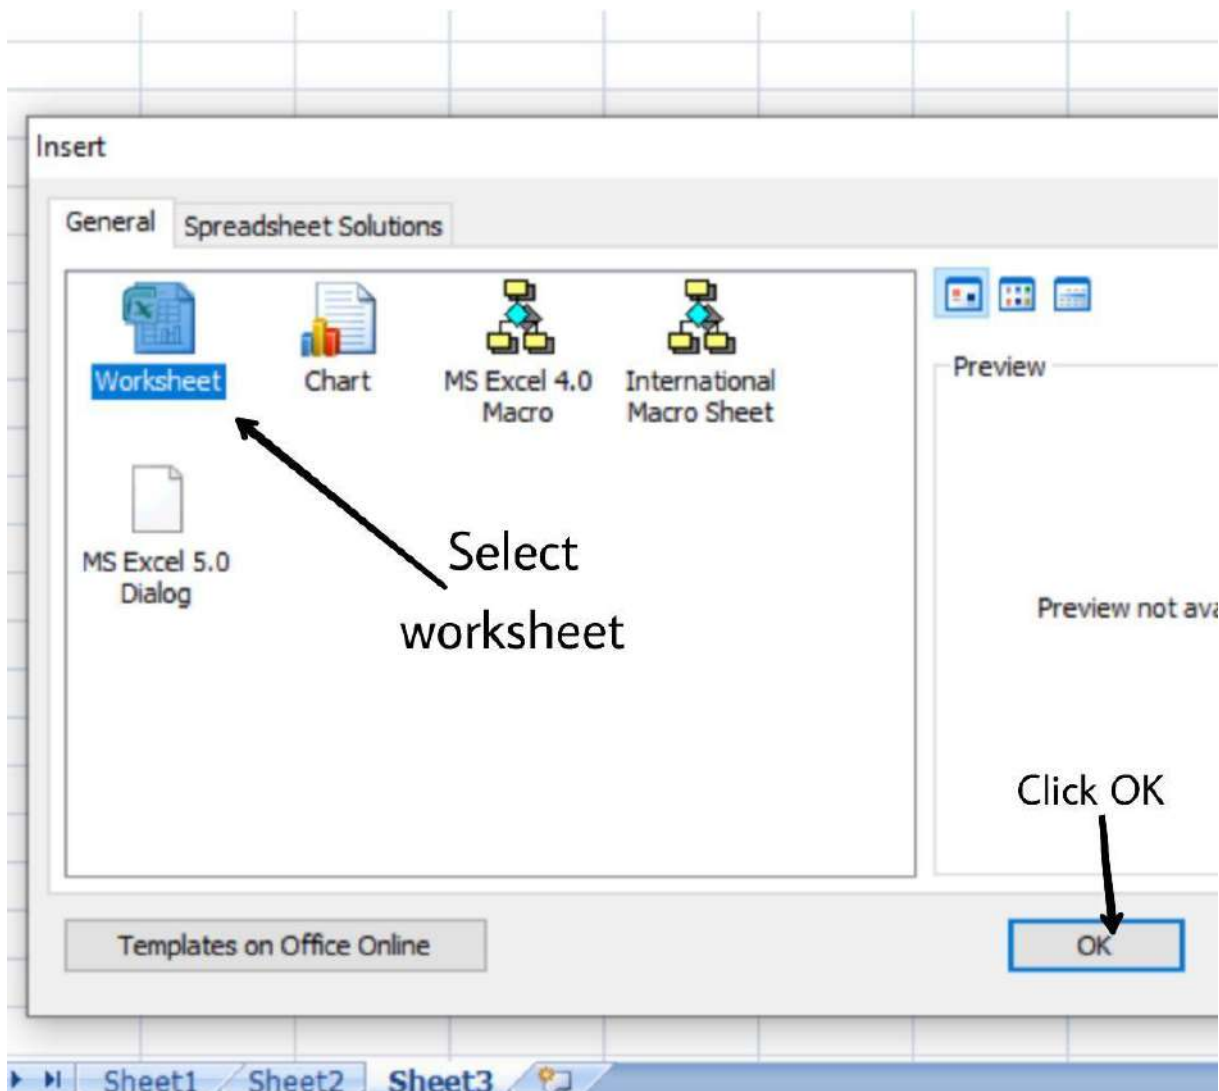 Insert
General
Spreadsheet Solutions
Worksheet
Chart
MS Excel 4.0
Macro
International
Macro Sheet
Preview
MS Excel 5.0
Dialog
Select
worksheet
Preview not ava
Click OK
Templates on Office Online
OK
Sheet1 Sheet2 Sheet3